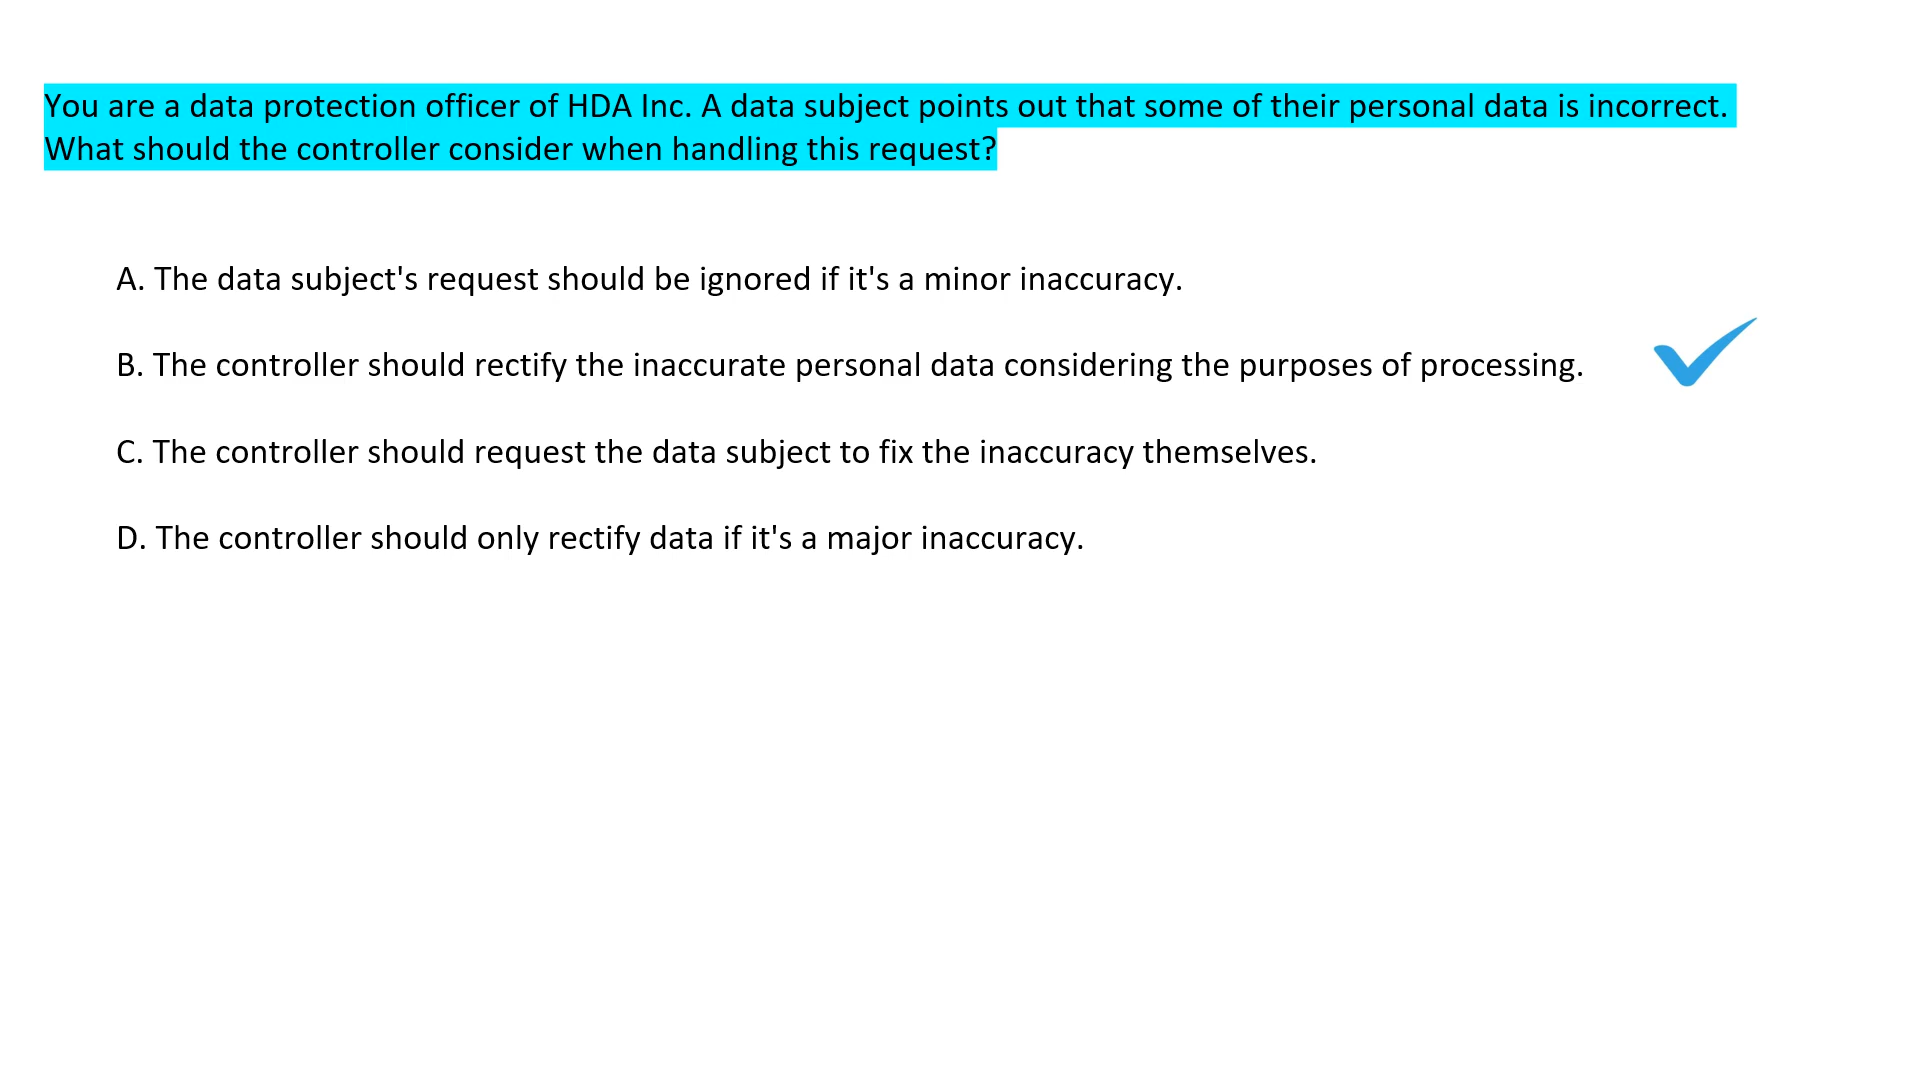 You are a data protection officer of HDA Inc. A data subject points out that some of their personal data is incorrect.
What should the controller consider when handling this request?
A. The data subject's request should be ignored if it's a minor inaccuracy.
B. The controller should rectify the inaccurate personal data considering the purposes of processing.
C. The controller should request the data subject to fix the inaccuracy themselves.
D. The controller should only rectify data if it's a major inaccuracy.